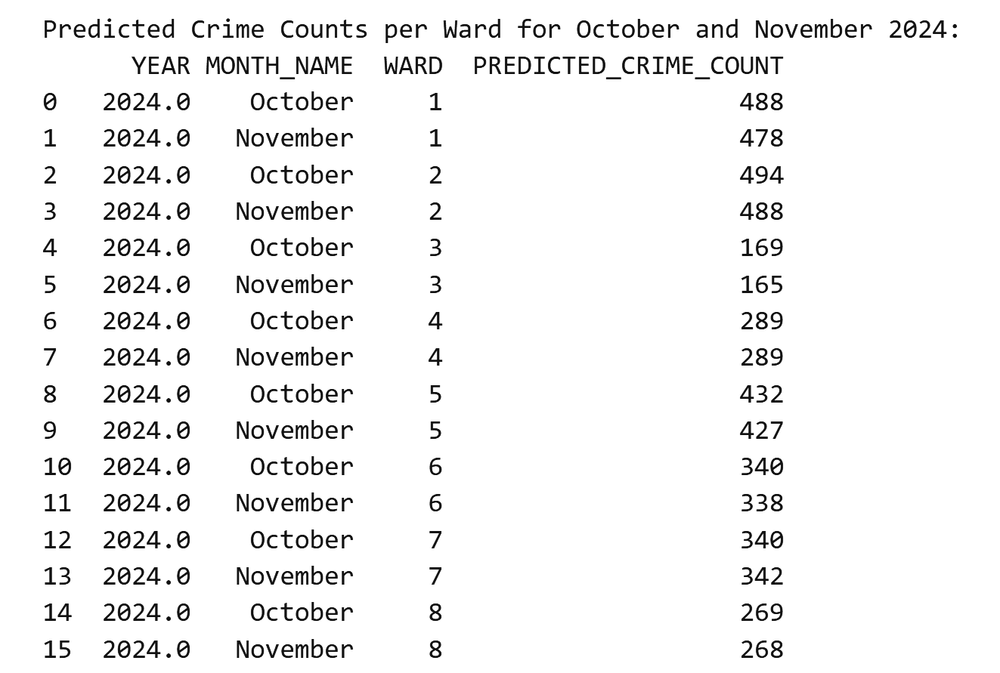 Predicted Crime Counts per Ward for October and November 2024:
      YEAR MONTH_NAME  WARD  PREDICTED_CRIME_COUNT
0   2024.0    October     1                    488
1   2024.0   November     1                    478
2   2024.0    October     2                    494
3   2024.0   November     2                    488
4   2024.0    October     3                    169
5   2024.0   November     3                    165
6   2024.0    October     4                    289
7   2024.0   November     4                    289
8   2024.0    October     5                    432
9   2024.0   November     5                    427
10  2024.0    October     6                    340
11  2024.0   November     6                    338
12  2024.0    October     7                    340
13  2024.0   November     7                    342
14  2024.0    October     8                    269
15  2024.0   November     8                    268